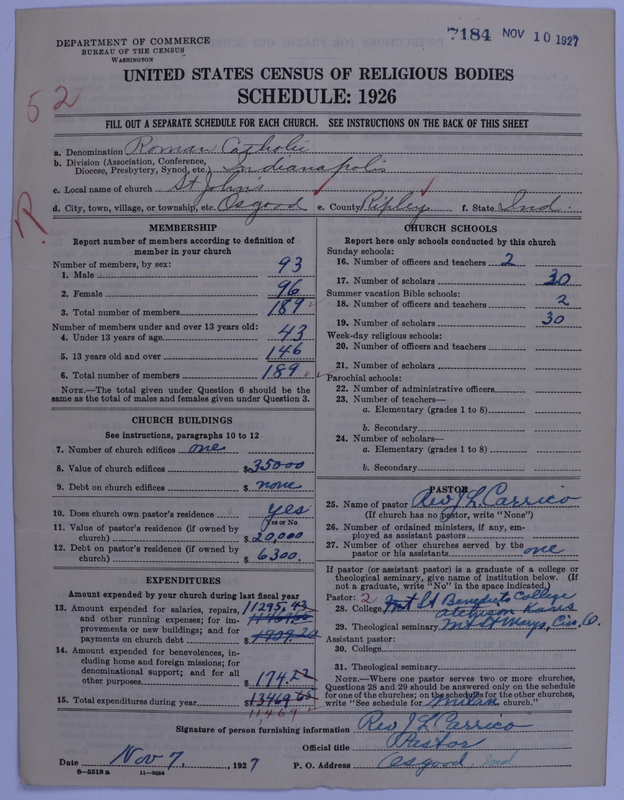 7184 NOV 10 1927
DEPARTMENT OF COMMERCE
BUREAU OF THE CENSUS
WASHINGTON
UNITED STATES CENSUS OF RELIGIOUS BODIES
SCHEDULE: 1926
52
FILL OUT A SEPARATE SCHEDULE FOR EACH CHURCH. SEE INSTRUCTIONS ON THE BACK OF THIS SHEET
a. Denomination Roman Catholic
b. Division (Association, Conference, Diocese, Presbytery, Synod, etc.) Indianapolis
c. Local name of church St John's
d. City, town, village, or township, etc. Osgood e. County Ripley f. State Ind.
R
MEMBERSHIP
Report number of members according to definition of
member in your church
Number of members, by sex:
1. Male 93
2. Female 96
3. Total number of members 189
Number of members under and over 13 years old:
4. Under 13 years of age 43
5. 13 years old and over 146
6. Total number of members 189
NOTE.—The total given under Question 6 should be the
same as the total of males and females given under Question 3.
CHURCH BUILDINGS
See instructions, paragraphs 10 to 12
7. Number of church edifices one
8. Value of church edifices $35000
9. Debt on church edifices $ none
10. Does church own pastor's residence yes
Yes or No
11. Value of pastor's residence (if owned by
church) $20,000
12. Debt on pastor's residence (if owned by
church) $ 6300.
EXPENDITURES
Amount expended by your church during last fiscal year
13. Amount expended for salaries, repairs, 11295.43
and other running expenses; for im-
provements or new buildings; and for
payments on church debt $
14. Amount expended for benevolences, in-
cluding home and foreign missions; for
denominational support; and for all
other purposes $ 174.22
15. Total expenditures during year $13469.65
11469
CHURCH SCHOOLS
Report here only schools conducted by this church
Sunday schools:
16. Number of officers and teachers 2
17. Number of scholars 30
Summer vacation Bible schools:
18. Number of officers and teachers 2
19. Number of scholars 30
Week-day religious schools:
20. Number of officers and teachers
21. Number of scholars
Parochial schools:
22. Number of administrative officers
23. Number of teachers—
a. Elementary (grades 1 to 8)
b. Secondary
24. Number of scholars—
a. Elementary (grades 1 to 8)
b. Secondary
PASTOR
25. Name of pastor Rev J L Carrico
(If church has no pastor, write "None")
26. Number of ordained ministers, if any, em-
ployed as assistant pastors
27. Number of other churches served by the
pastor or his assistants one
If pastor (or assistant pastor) is a graduate of a college or
theological seminary, give name of institution below. (If
not a graduate, write "No" in the space indicated.)
Pastor: 2
28. College Mt St Benedicts College
Atchison Kans
29. Theological seminary Mt St Marys, Cin. O.
Assistant pastor:
30. College
31. Theological seminary
NOTE.—Where one pastor serves two or more churches,
Questions 28 and 29 should be answered only on the schedule
for one of the churches; on the schedules for the other churches,
write "See schedule for Milan church."
Signature of person furnishing information Rev J L Carrico
Official title Pastor
Date Nov 7, 1927 P. O. Address Osgood, Ind
8-5518 a 11-9064